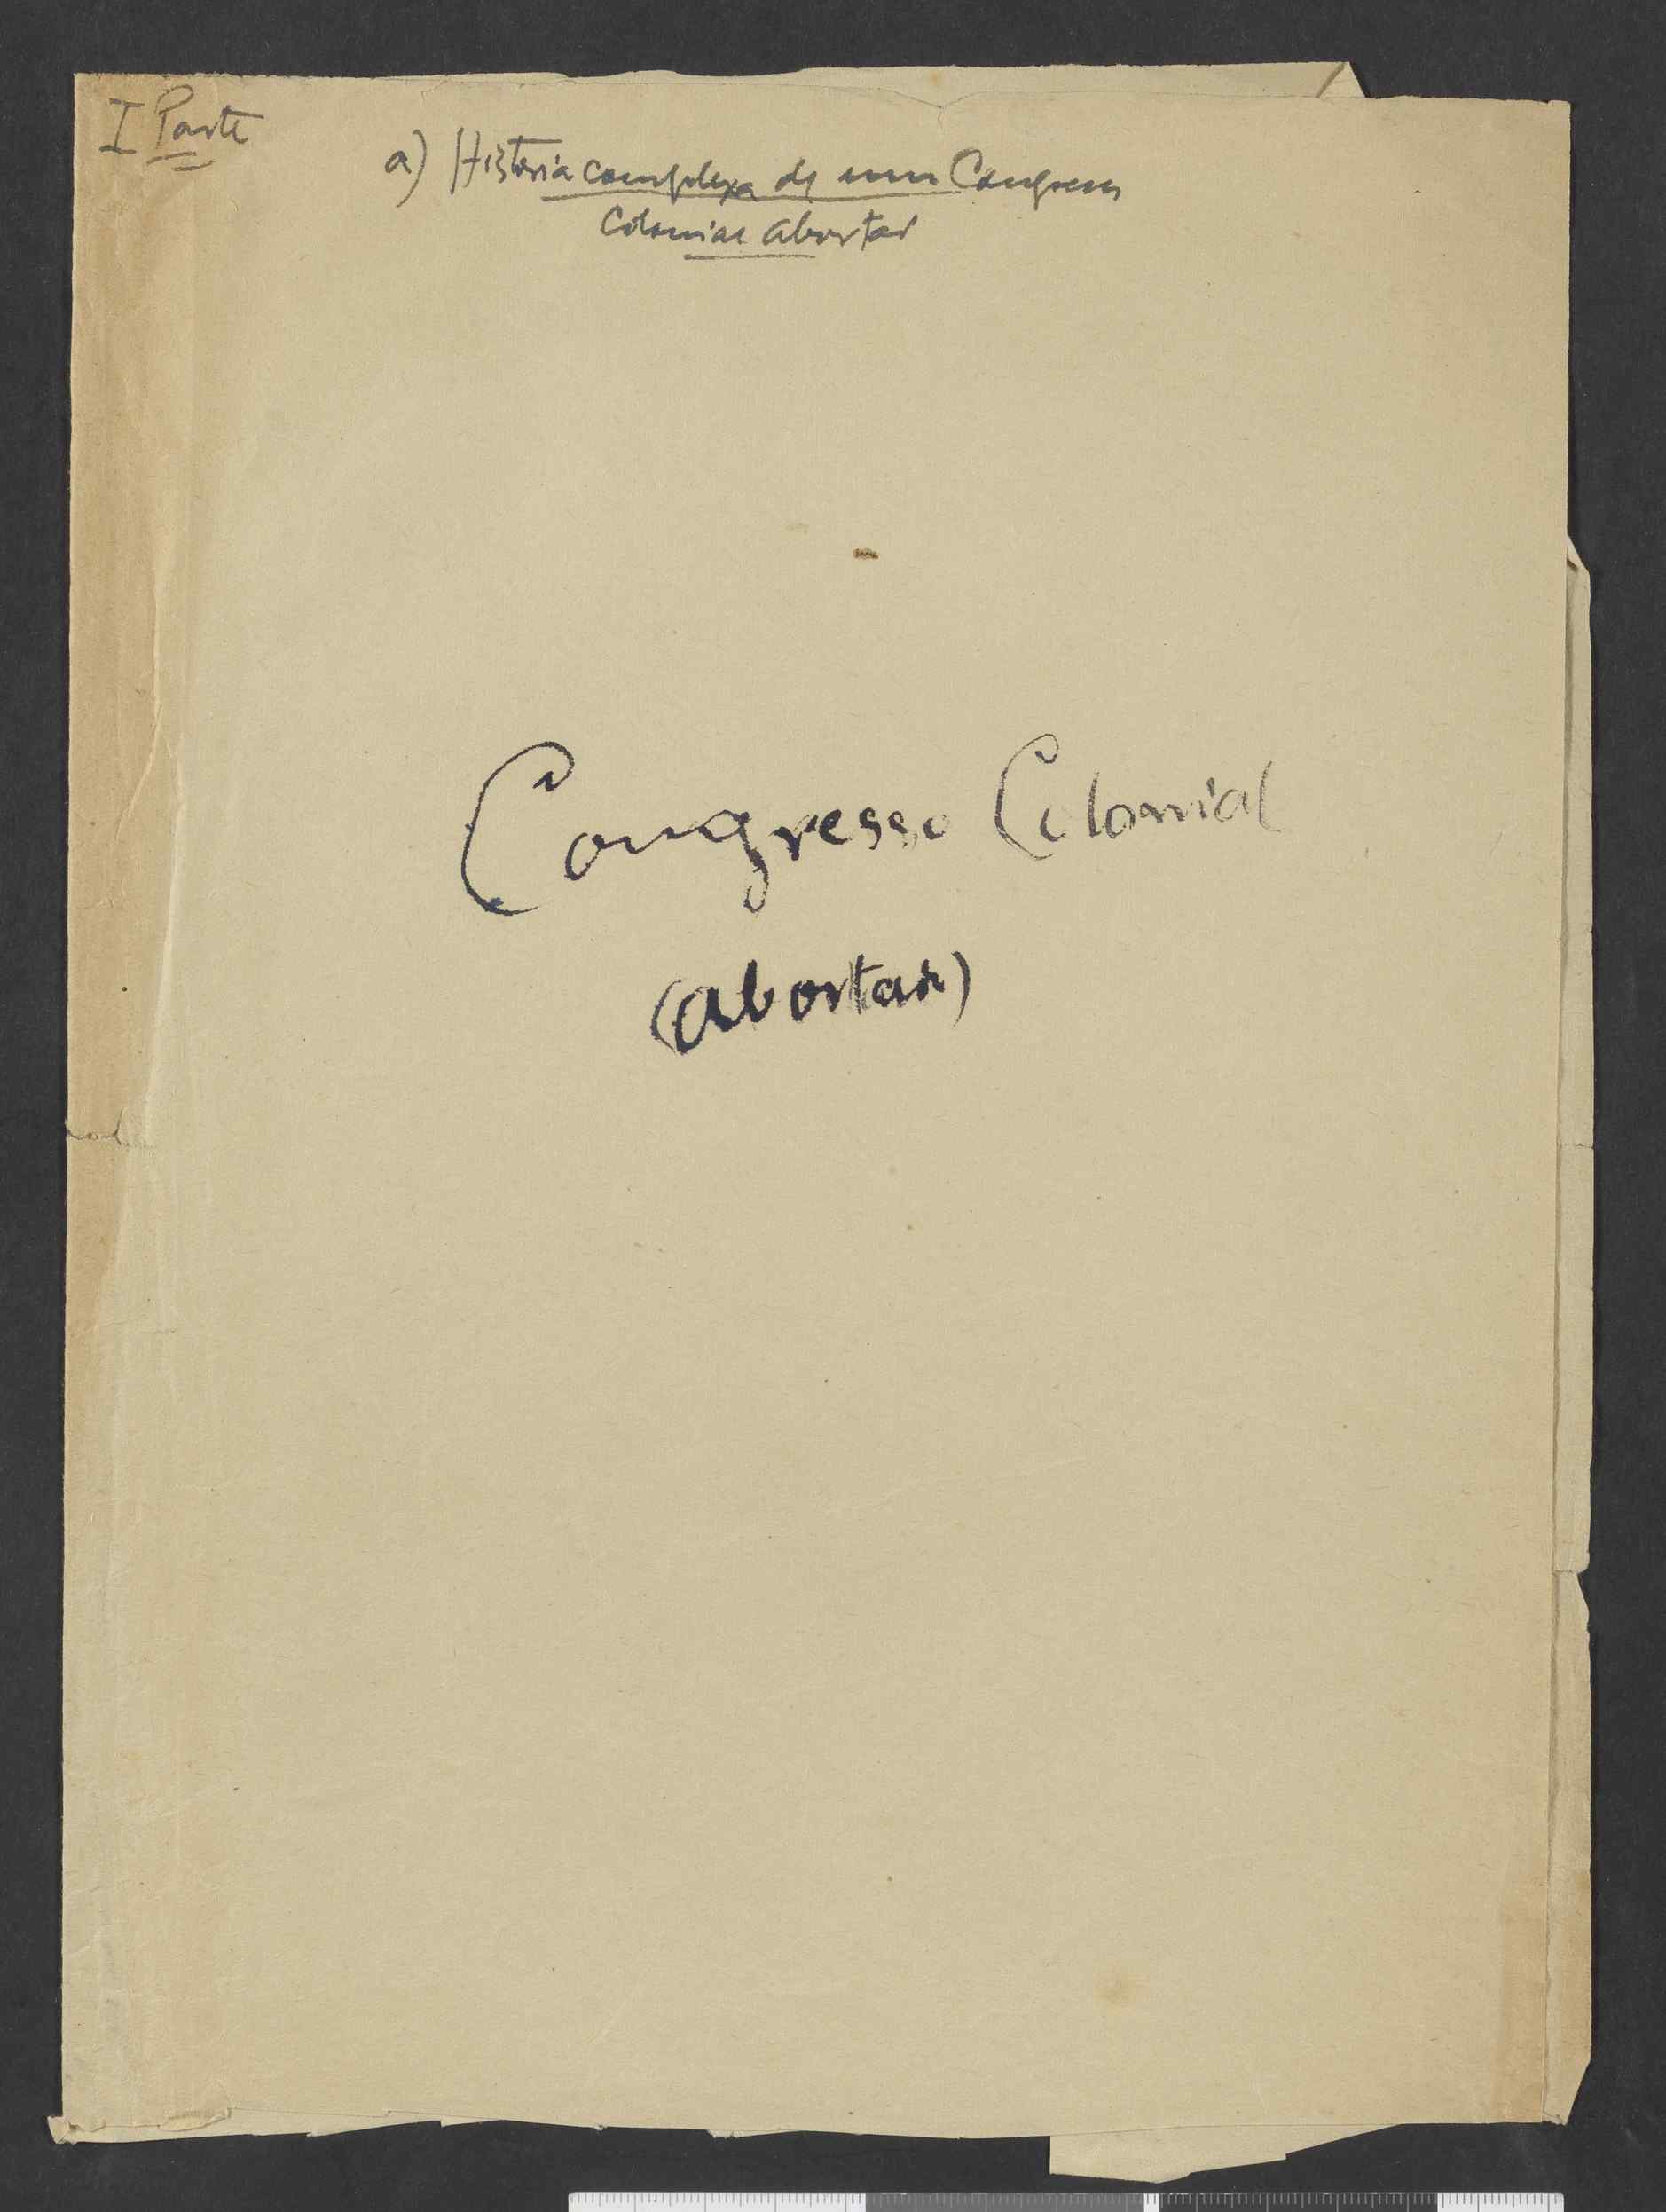 I Parte
a) Historia complexa de um Congresso
Colonial abortado
Congresso Colonial
(abortado)